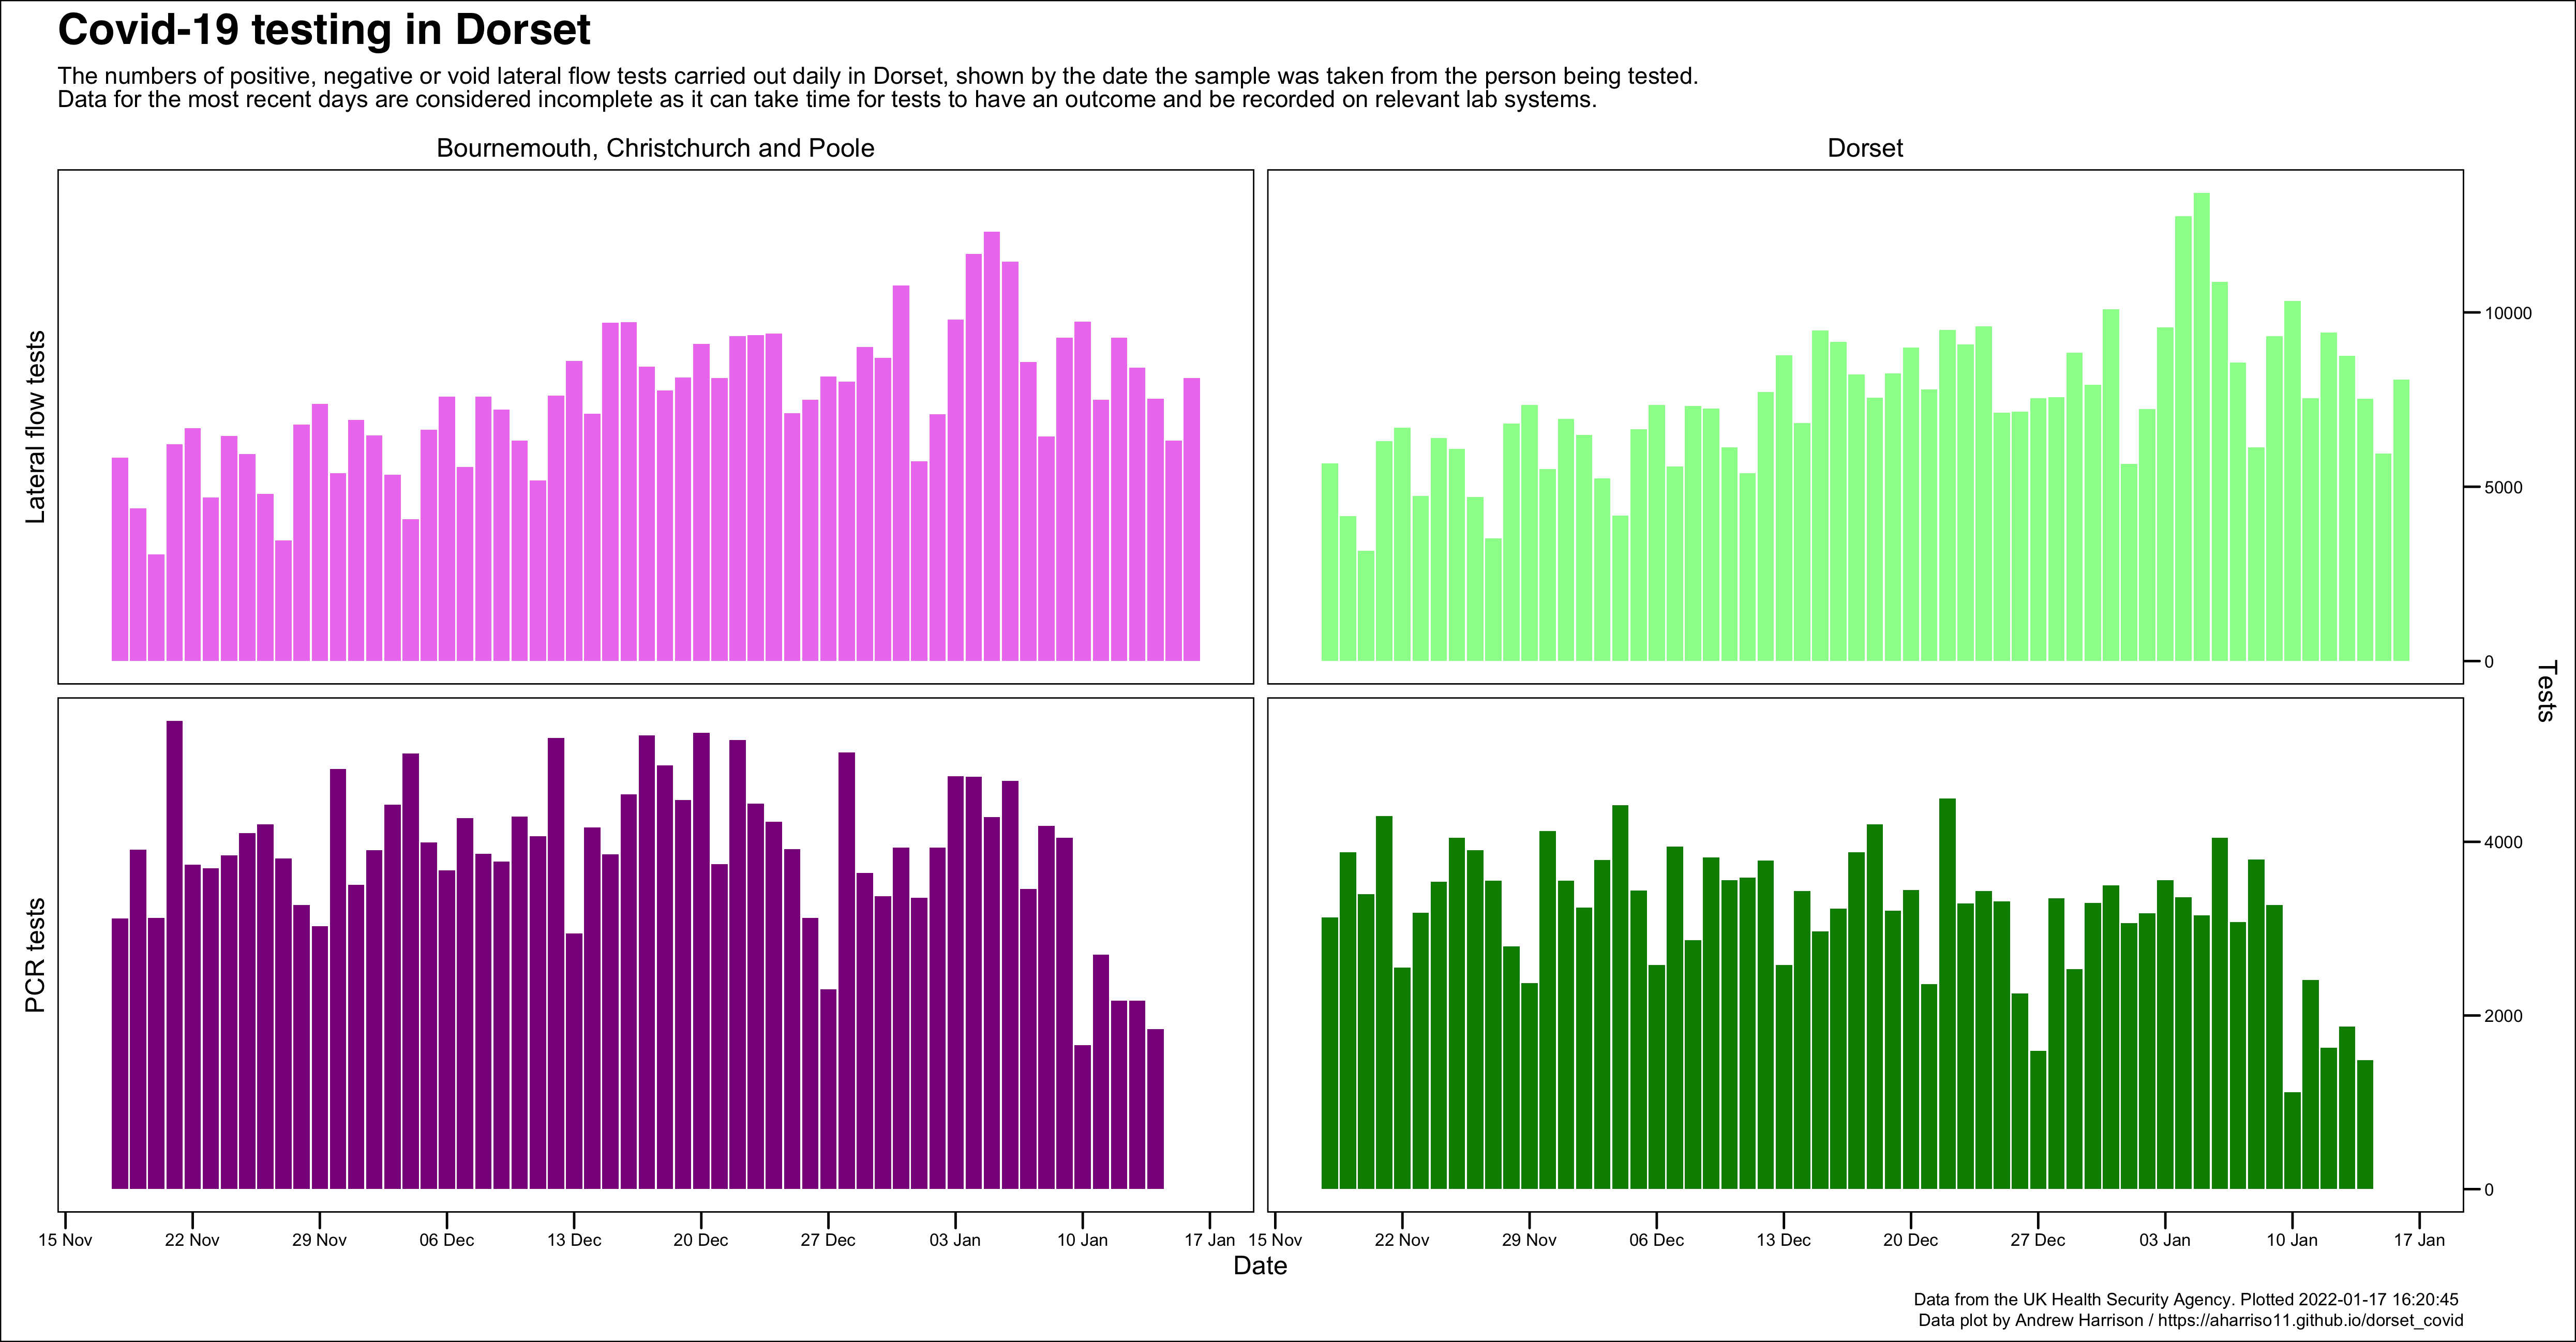 Covid-19 testing in Dorset
The numbers of positive, negative or void lateral flow tests carried out daily in Dorset, shown by the date the sample was taken from the person being tested.
Data for the most recent days are considered incomplete as it can take time for tests to have an outcome and be recorded on relevant lab systems.
Bournemouth, Christchurch and Poole
Dorset
Lateral flow tests
10000
5000
0
Tests
PCR tests
4000
2000
0
15 Nov 22 Nov 29 Nov 06 Dec 13 Dec 20 Dec 27 Dec 03 Jan 10 Jan 17 Jan
15 Nov 22 Nov 29 Nov 06 Dec 13 Dec 20 Dec 27 Dec 03 Jan 10 Jan 17 Jan
Date
Data from the UK Health Security Agency. Plotted 2022-01-17 16:20:45
Data plot by Andrew Harrison / https://aharriso11.github.io/dorset_covid